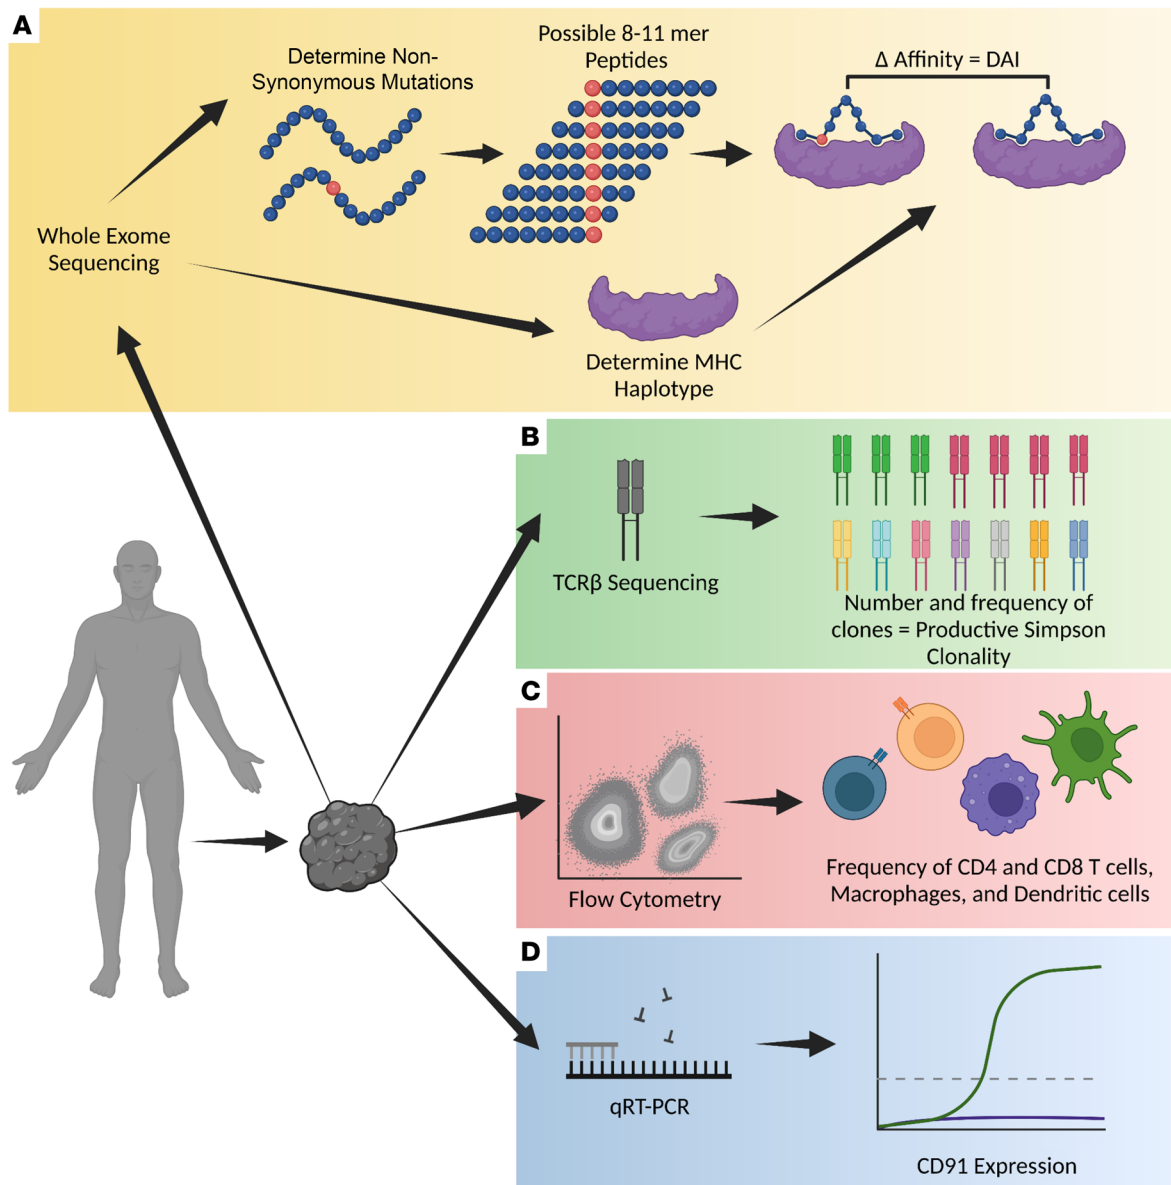 A
Determine Non-
Synonymous Mutations
Possible 8-11 mer
Peptides
Δ Affinity = DAI
Whole Exome
Sequencing
Determine MHC
Haplotype
B
TCRβ Sequencing
Number and frequency of
clones = Productive Simpson
Clonality
C
Flow Cytometry
Frequency of CD4 and CD8 T cells,
Macrophages, and Dendritic cells
D
qRT-PCR
CD91 Expression